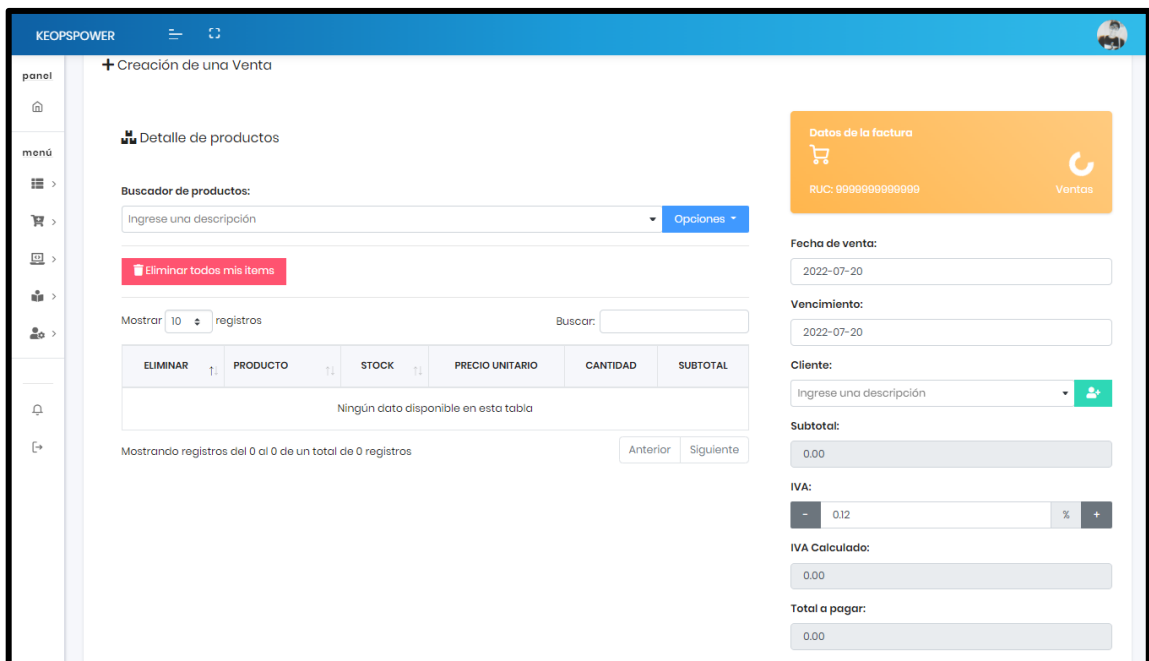 KEOPSPOWER
panel
menú
Creación de una Venta
Detalle de productos
Buscador de productos:
Ingrese una descripción
Opciones
Eliminar todos mis items
Mostrar 10 registros
Buscar:
ELIMINAR PRODUCTO STOCK PRECIO UNITARIO CANTIDAD SUBTOTAL
Ningún dato disponible en esta tabla
Mostrando registros del 0 al 0 de un total de 0 registros
Anterior Siguiente
Datos de la factura
RUC: 9999999999999
Ventas
Fecha de venta:
2022-07-20
Vencimiento:
2022-07-20
Cliente:
Ingrese una descripción
Subtotal:
0.00
IVA:
- 0.12 % +
IVA Calculado:
0.00
Total a pagar:
0.00